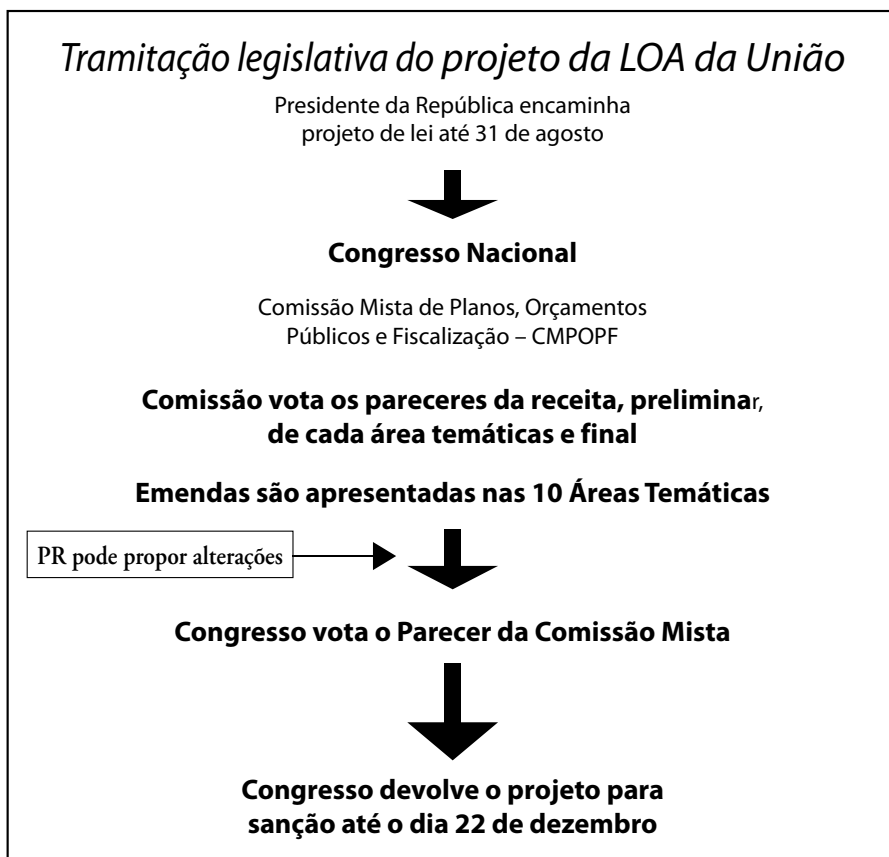 Tramitação legislativa do projeto da LOA da União
Presidente da República encaminha
projeto de lei até 31 de agosto
Congresso Nacional
Comissão Mista de Planos, Orçamentos
Públicos e Fiscalização – CMPOPF
Comissão vota os pareceres da receita, preliminar,
de cada área temáticas e final
Emendas são apresentadas nas 10 Áreas Temáticas
PR pode propor alterações
Congresso vota o Parecer da Comissão Mista
Congresso devolve o projeto para
sanção até o dia 22 de dezembro